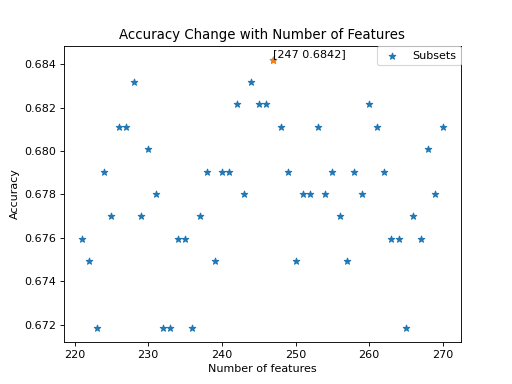 Accuracy Change with Number of Features
[247 0.6842]
Subsets
0.684
0.682
0.680
0.678
0.676
0.674
0.672
Accuracy
220 230 240 250 260 270
Number of features